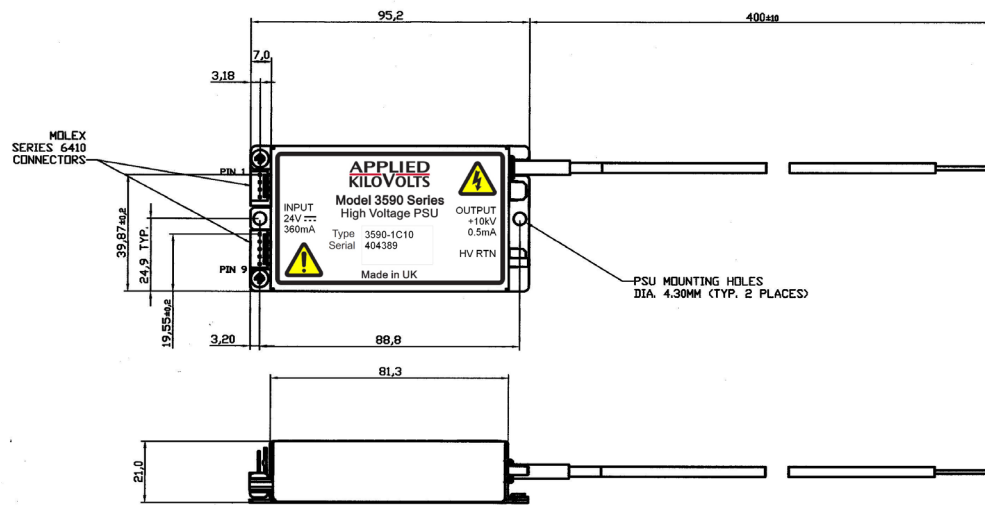 95,2
400±10
7,0
3,18
MOLEX
SERIES 6410
CONNECTORS
PIN 1
APPLIED
KILOVOLTS
Model 3590 Series
High Voltage PSU
INPUT
24V
360mA
OUTPUT
+10kV
0.5mA
Type 3590-1C10
Serial 404389
HV RTN
Made in UK
PIN 9
39,87±0,2
24,9 TYP.
19,55±0,2
PSU MOUNTING HOLES
DIA. 4.30MM (TYP. 2 PLACES)
3,20
88,8
81,3
21,0